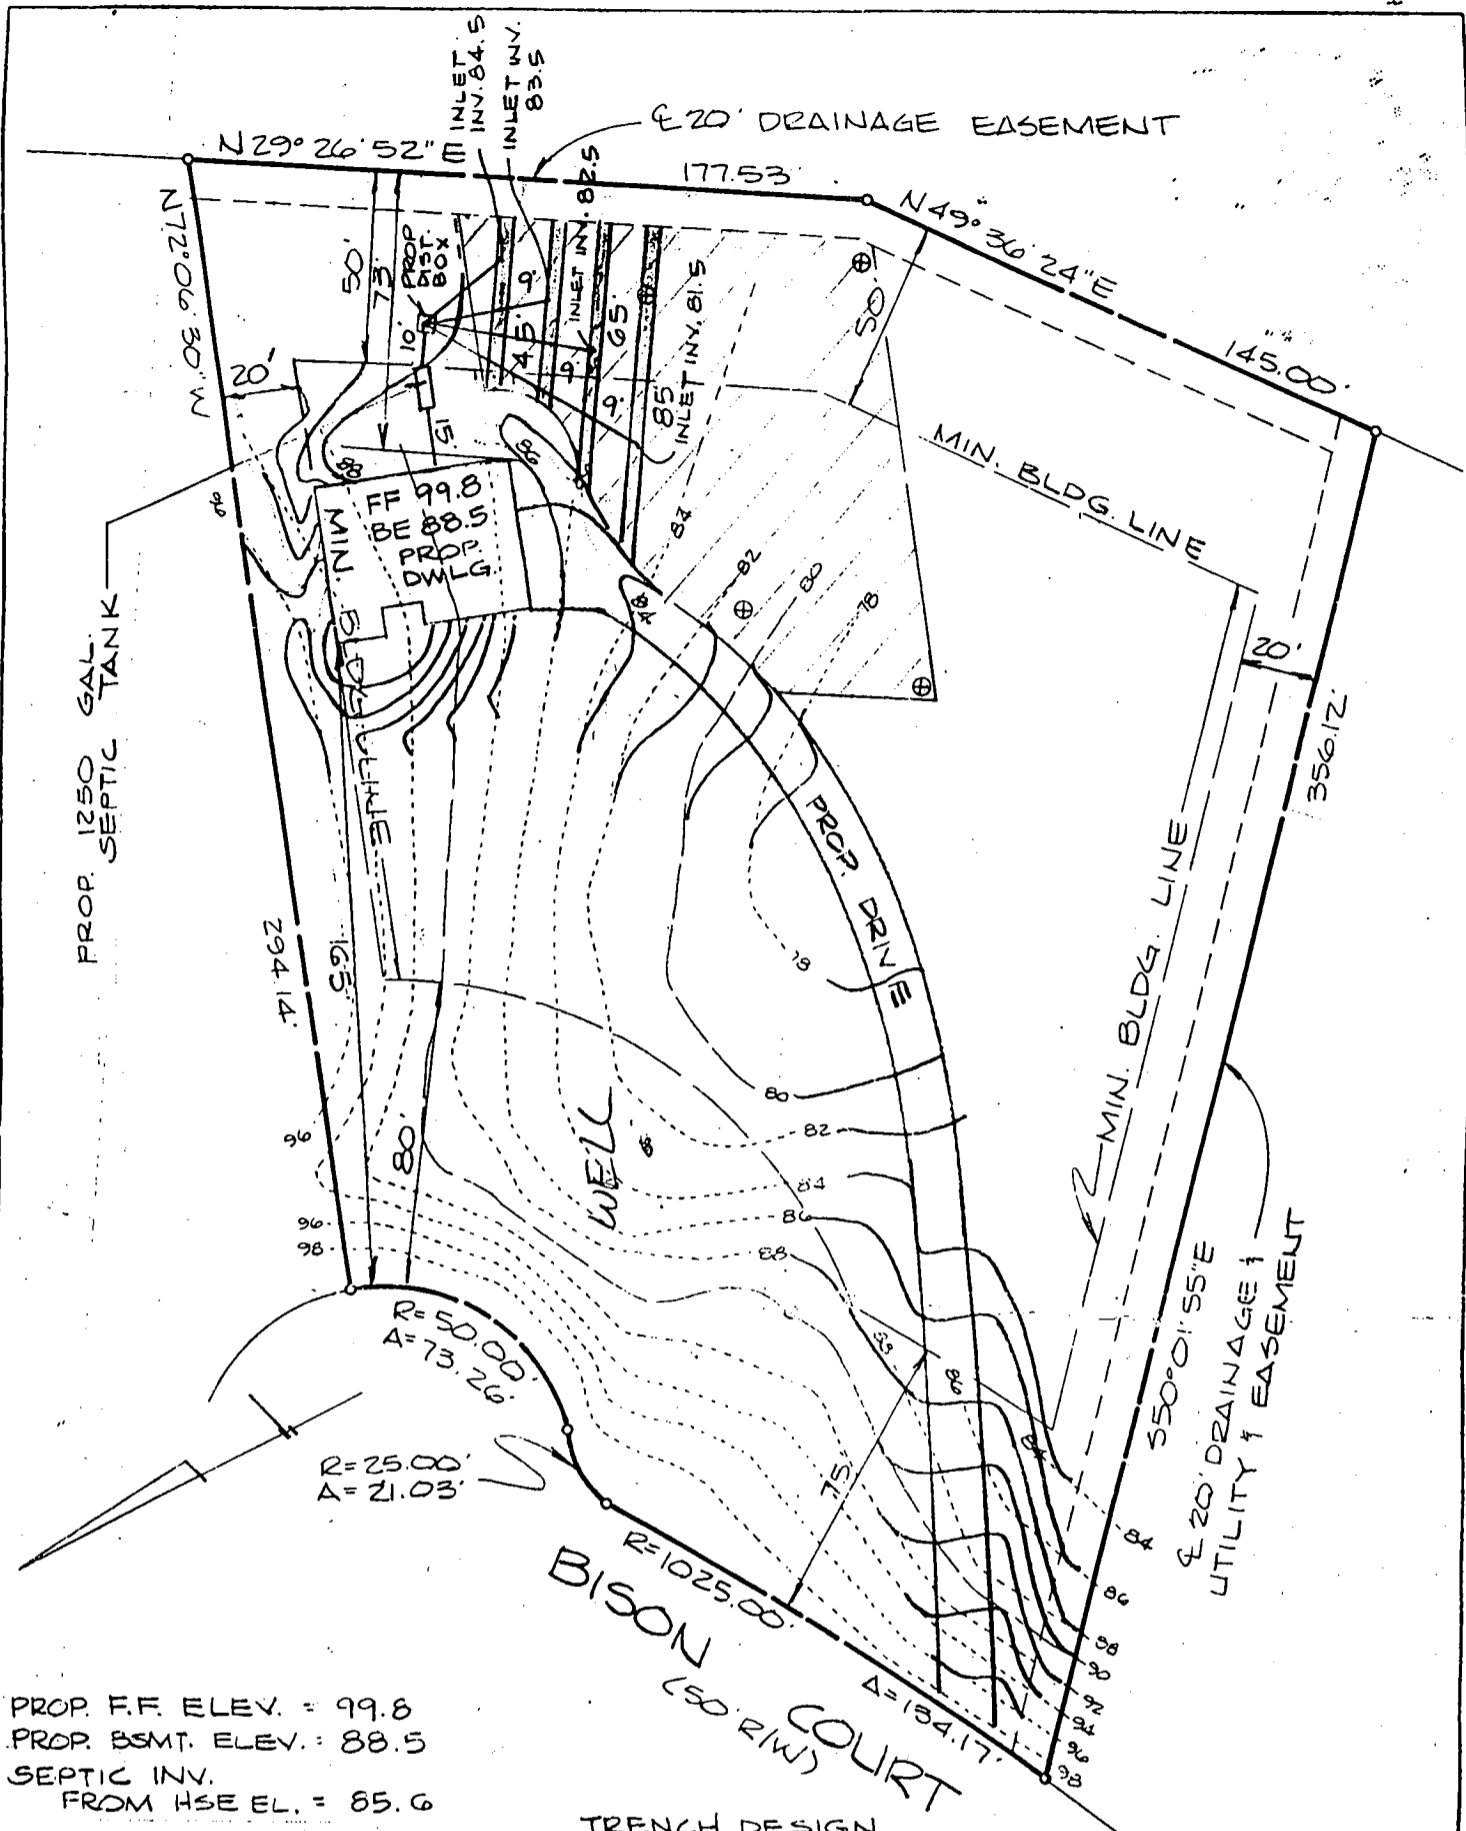 INLET
INV. 84.5
INLET INV.
83.5
℄ 20' DRAINAGE EASEMENT
N 29° 26' 52" E
177.53'
N 49° 36' 24" E
145.00'
N 72° 06' 30" W
50'
73'
PROP
DIST.
BOX
10'
9'
45'
INLET INV. 82.5
9'
65'
9'
85
INLET INV. 81.5
50'
20'
15
MIN. BLDG. LINE
88
86
FF 99.8
BE 88.5
PROP.
DWLG.
MIN. BLDG. LINE
84
82
80
78
84
20'
356.12'
PROP. 1250 GAL.
SEPTIC TANK
PROP. DRIVE
MIN. BLDG. LINE
294.14'
165
78
80
80
82
84
86
88
WELL
96
96
98
R=50.00'
A=73.26'
R=25.00'
A=21.03'
75
S 50° 01' 55" E
℄ 20' DRAINAGE &
UTILITY & EASEMENT
84
84
86
88
90
92
94
96
98
R=1025.00'
A=134.17'
BISON COURT
(50' R/W)
PROP. F.F. ELEV. = 99.8
PROP. BSMT. ELEV. = 88.5
SEPTIC INV.
FROM HSE EL. = 85.6
TRENCH DESIGN